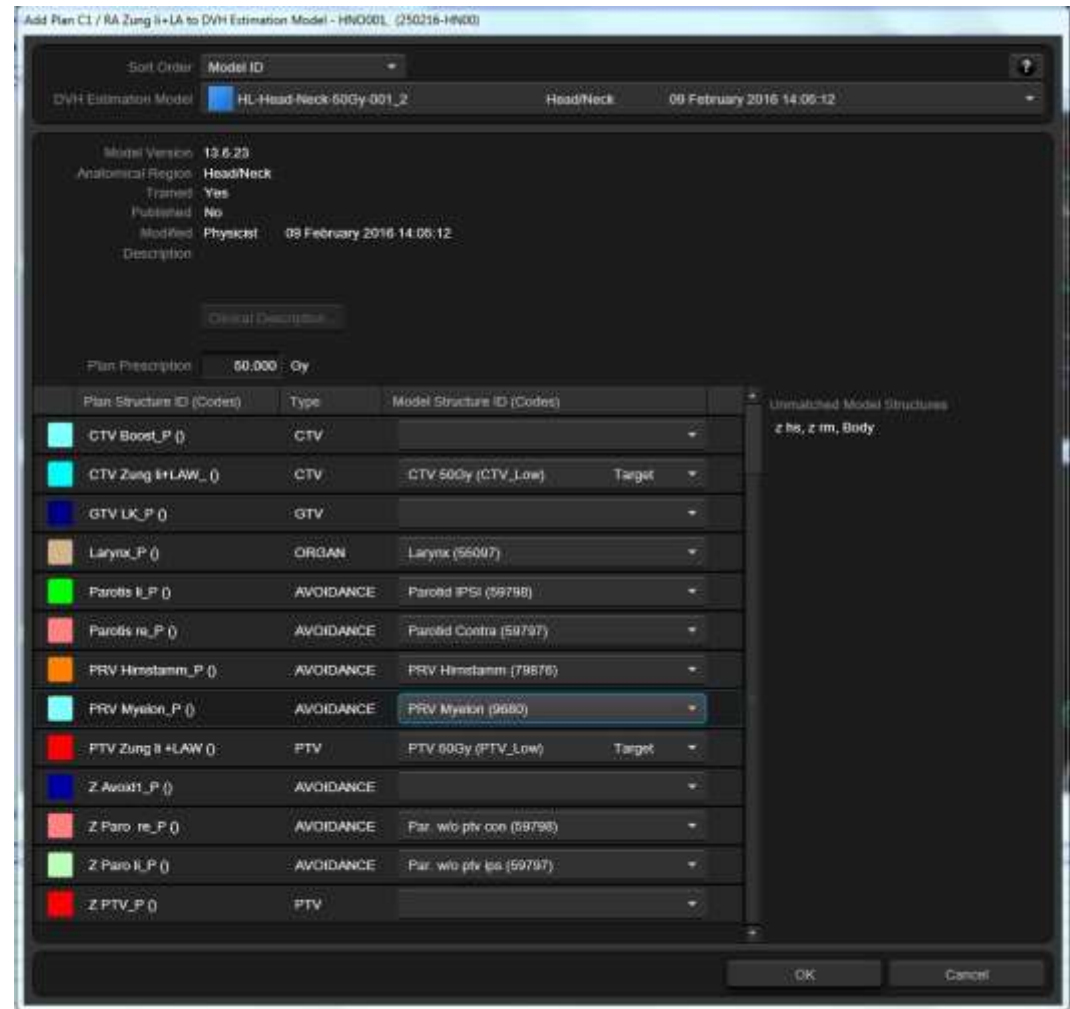 Add Plan C1 / RA Zung li+LA to DVH Estimation Model - HNO001, (250216-HN00)
Sort Order Model ID ?
DVH Estimation Model HL-Head-Neck-60Gy-001_2 Head/Neck 09 February 2016 14:06:12
Model Version 13.6.23
Anatomical Region Head/Neck
Trained Yes
Published No
Modified Physicist 09 February 2016 14:06:12
Description
Clinical Description...
Plan Prescription Gy
Plan Structure ID (Codes) Type Model Structure ID (Codes) Unmatched Model Structures
CTV Boost_P () CTV z hs, z rm, Body
CTV Zung li+LAW_ () CTV CTV 50Gy (CTV_Low) Target
GTV LK_P () GTV
Larynx_P () ORGAN Larynx (55097)
Parotis li_P () AVOIDANCE Parotid IPSI (59798)
Parotis re_P () AVOIDANCE Parotid Contra (59797)
PRV Hirnstamm_P () AVOIDANCE PRV Hirnstamm (79876)
PRV Myelon_P () AVOIDANCE PRV Myelon (9680)
PTV Zung li +LAW () PTV PTV (PTV_Low) Target
Z Avoid1_P () AVOIDANCE
Z Paro re_P () AVOIDANCE Par. w/o ptv con (59798)
Z Paro li_P () AVOIDANCE Par. w/o ptv ips (59797)
Z PTV_P () PTV
OK Cancel